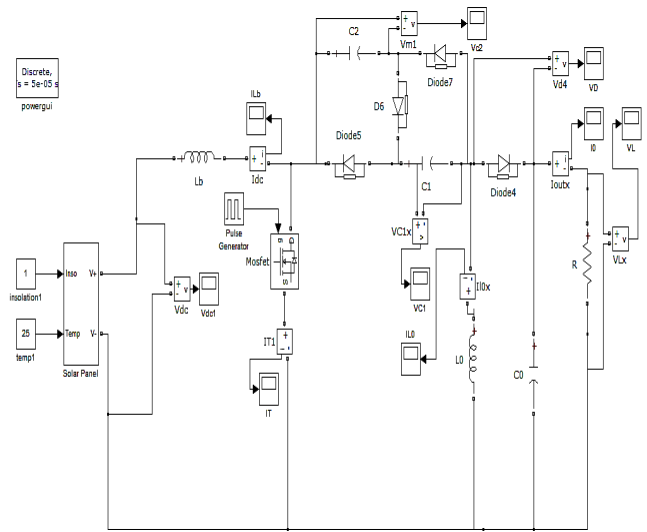 Discrete,
s = 5e-05 s
powergui
C2
+
-
v
Vm1
Vc2
Diode7
D6
+
-
v
Vd4
VD
ILb
Lb
+
i
-
Idc
Diode5
C1
Diode4
+
i
-
Ioutx
I0
VL
Pulse
Generator
g
D
S
Mosfet
VC1x
VC1
+
-
v
VLx
R
1
insolation1
Inso
V+
Temp
V-
25
temp1
Solar Panel
+
-
v
Vdc
Vdc1
Il0x
IL0
L0
C0
IT1
IT